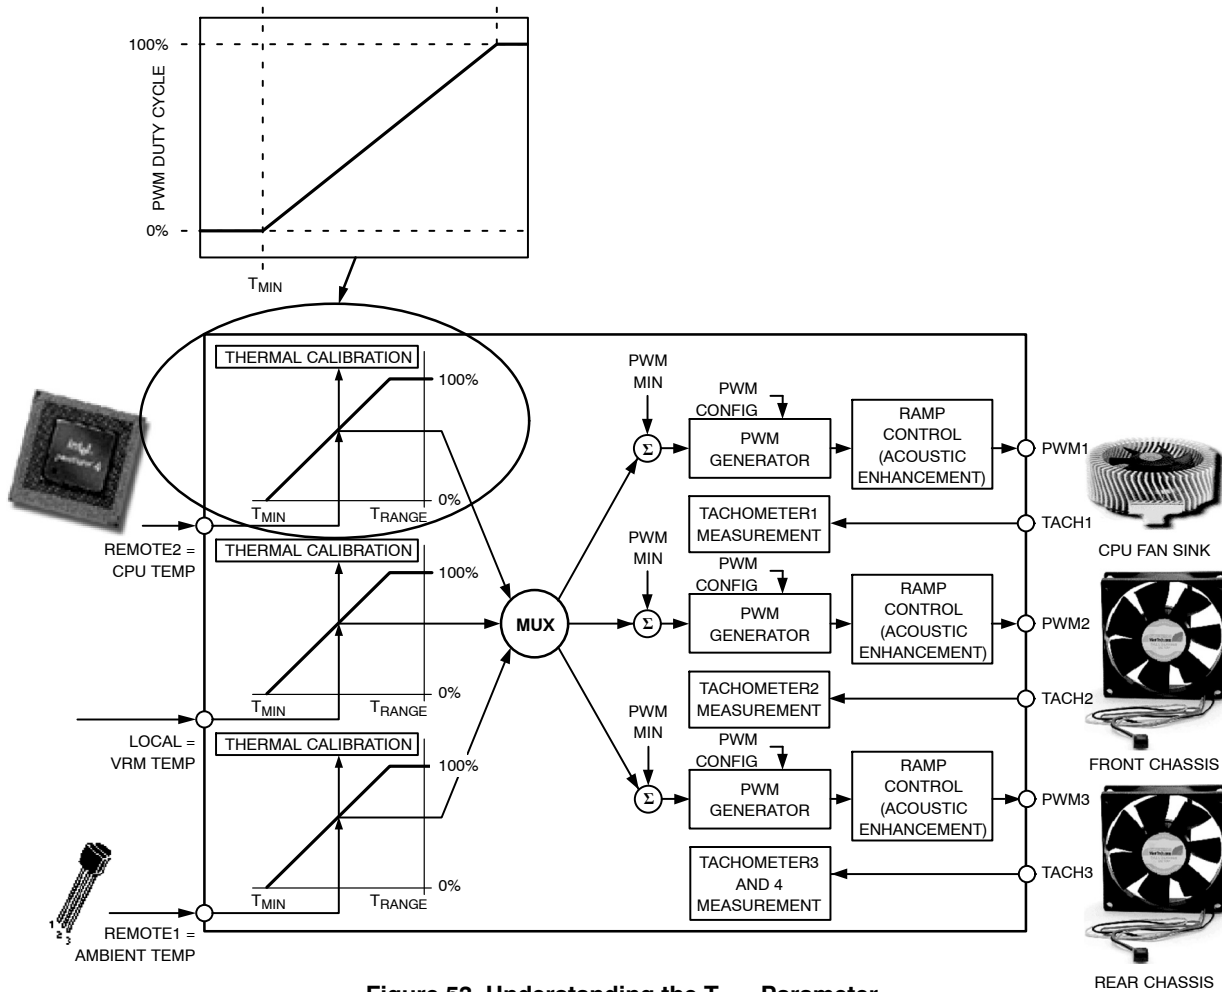 100%
PWM DUTY CYCLE
0%
TMIN
THERMAL CALIBRATION
100%
0%
TMIN
TRANGE
REMOTE2 =
CPU TEMP
THERMAL CALIBRATION
100%
0%
TMIN
TRANGE
LOCAL =
VRM TEMP
THERMAL CALIBRATION
100%
0%
TMIN
TRANGE
REMOTE1 =
AMBIENT TEMP
1
2
3
MUX
PWM
MIN
Σ
PWM
CONFIG
PWM
GENERATOR
RAMP
CONTROL
(ACOUSTIC
ENHANCEMENT)
PWM1
TACHOMETER1
MEASUREMENT
TACH1
CPU FAN SINK
PWM
MIN
Σ
PWM
CONFIG
PWM
GENERATOR
RAMP
CONTROL
(ACOUSTIC
ENHANCEMENT)
PWM2
TACHOMETER2
MEASUREMENT
TACH2
FRONT CHASSIS
PWM
MIN
Σ
PWM
CONFIG
PWM
GENERATOR
RAMP
CONTROL
(ACOUSTIC
ENHANCEMENT)
PWM3
TACHOMETER3
AND 4
MEASUREMENT
TACH3
REAR CHASSIS
Understanding the T Parameter